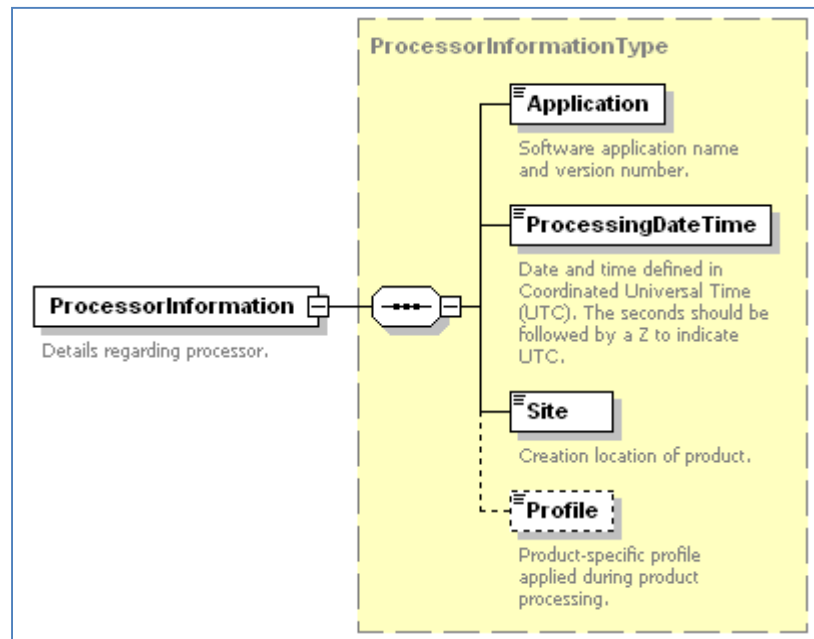 ProcessorInformationType
Application
Software application name
and version number.
ProcessingDateTime
Date and time defined in
Coordinated Universal Time
(UTC). The seconds should be
followed by a Z to indicate
UTC.
ProcessorInformation
Details regarding processor.
Site
Creation location of product.
Profile
Product-specific profile
applied during product
processing.